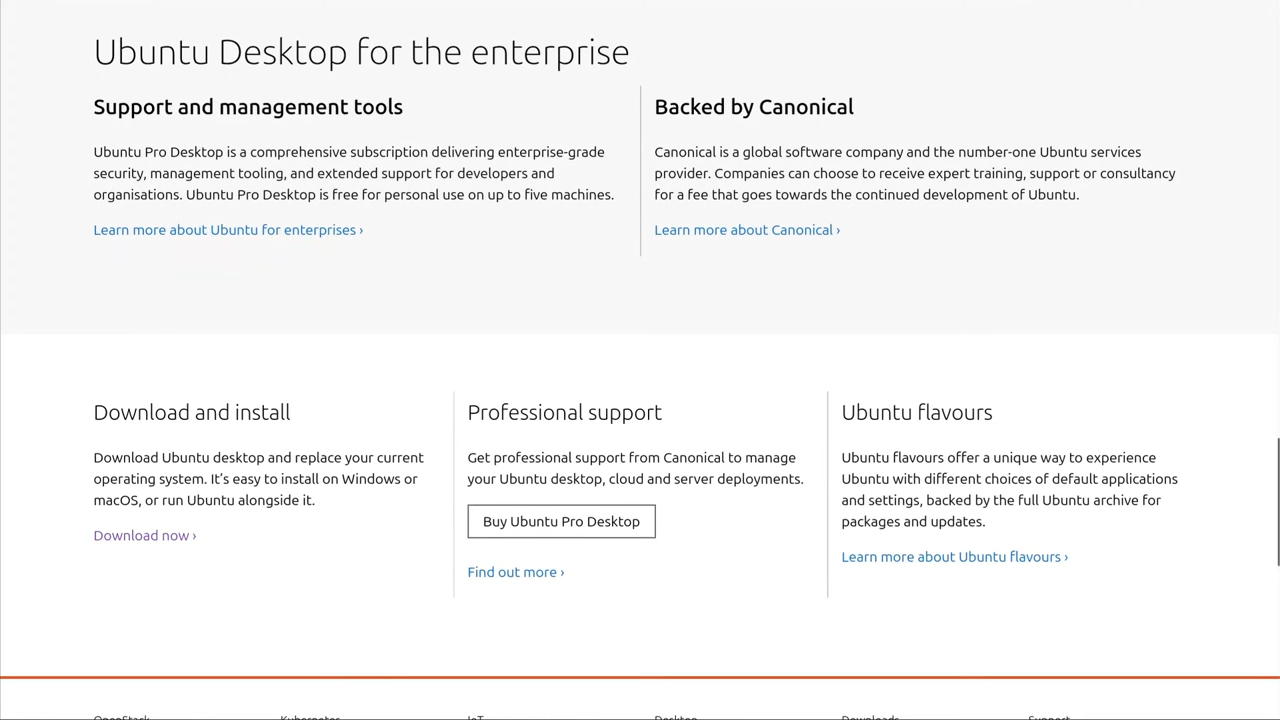 Ubuntu Desktop for the enterprise
Support and management tools
Ubuntu Pro Desktop is a comprehensive subscription delivering enterprise-grade
security, management tooling, and extended support for developers and
organisations. Ubuntu Pro Desktop is free for personal use on up to five machines.
Learn more about Ubuntu for enterprises ›
Backed by Canonical
Canonical is a global software company and the number-one Ubuntu services
provider. Companies can choose to receive expert training, support or consultancy
for a fee that goes towards the continued development of Ubuntu.
Learn more about Canonical ›
Download and install
Download Ubuntu desktop and replace your current
operating system. It’s easy to install on Windows or
macOS, or run Ubuntu alongside it.
Download now ›
Professional support
Get professional support from Canonical to manage
your Ubuntu desktop, cloud and server deployments.
Buy Ubuntu Pro Desktop
Find out more ›
Ubuntu flavours
Ubuntu flavours offer a unique way to experience
Ubuntu with different choices of default applications
and settings, backed by the full Ubuntu archive for
packages and updates.
Learn more about Ubuntu flavours ›
OpenStack
Kubernetes
IoT
Desktop
Downloads
Support